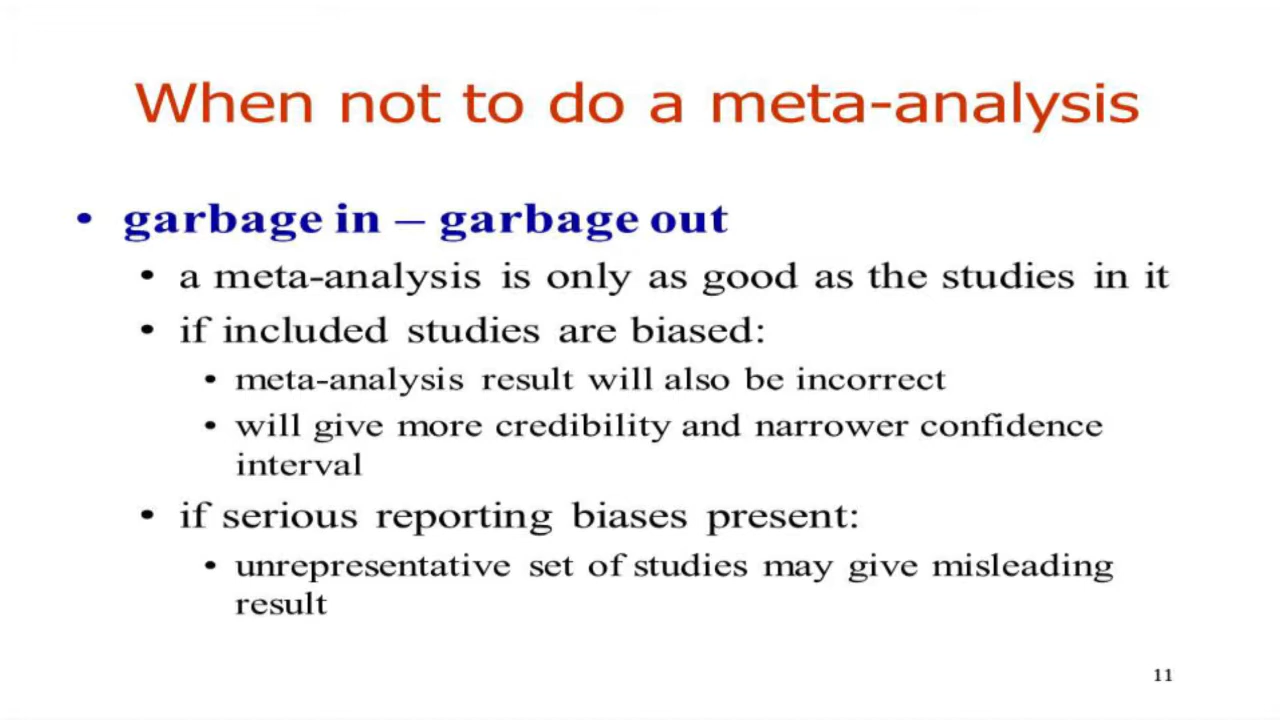 When not to do a meta-analysis
• garbage in – garbage out
• a meta-analysis is only as good as the studies in it
• if included studies are biased:
• meta-analysis result will also be incorrect
• will give more credibility and narrower confidence
interval
• if serious reporting biases present:
• unrepresentative set of studies may give misleading
result
11